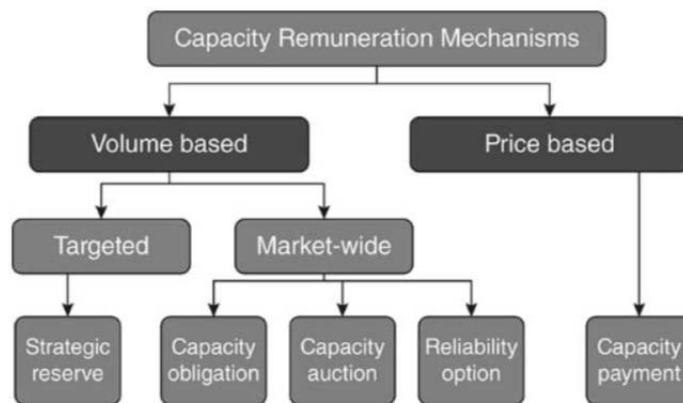 Capacity Remuneration Mechanisms
Volume based
Price based
Targeted
Market-wide
Strategic
reserve
Capacity
obligation
Capacity
auction
Reliability
option
Capacity
payment